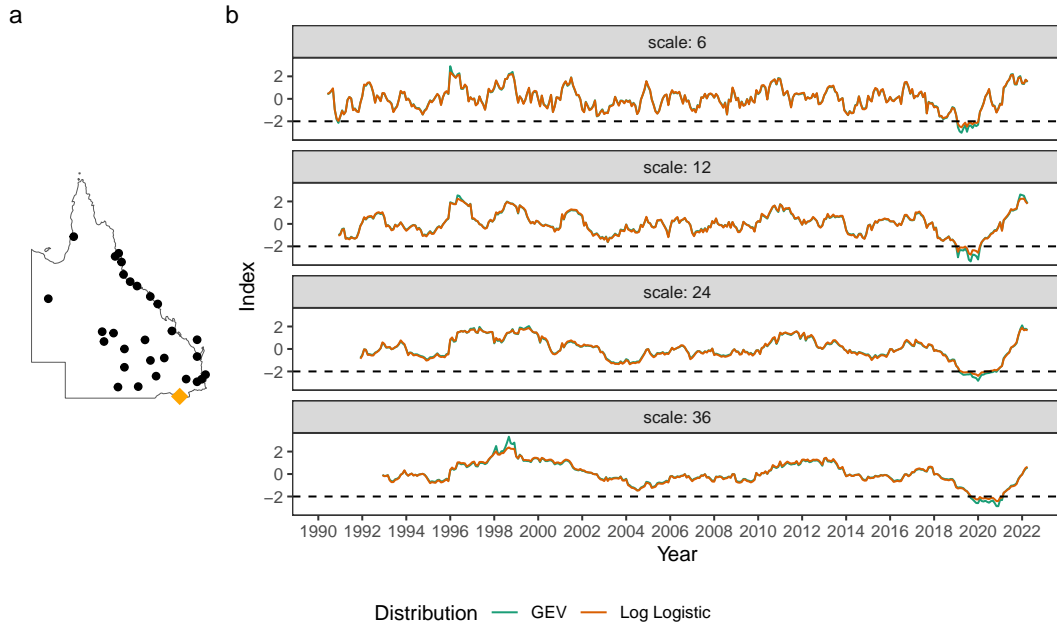 a
b
scale: 6
2
0
−2
scale: 12
2
0
−2
scale: 24
2
0
−2
scale: 36
2
0
−2
Index
1990 1992 1994 1996 1998 2000 2002 2004 2006 2008 2010 2012 2014 2016 2018 2020 2022
Year
Distribution GEV Log Logistic